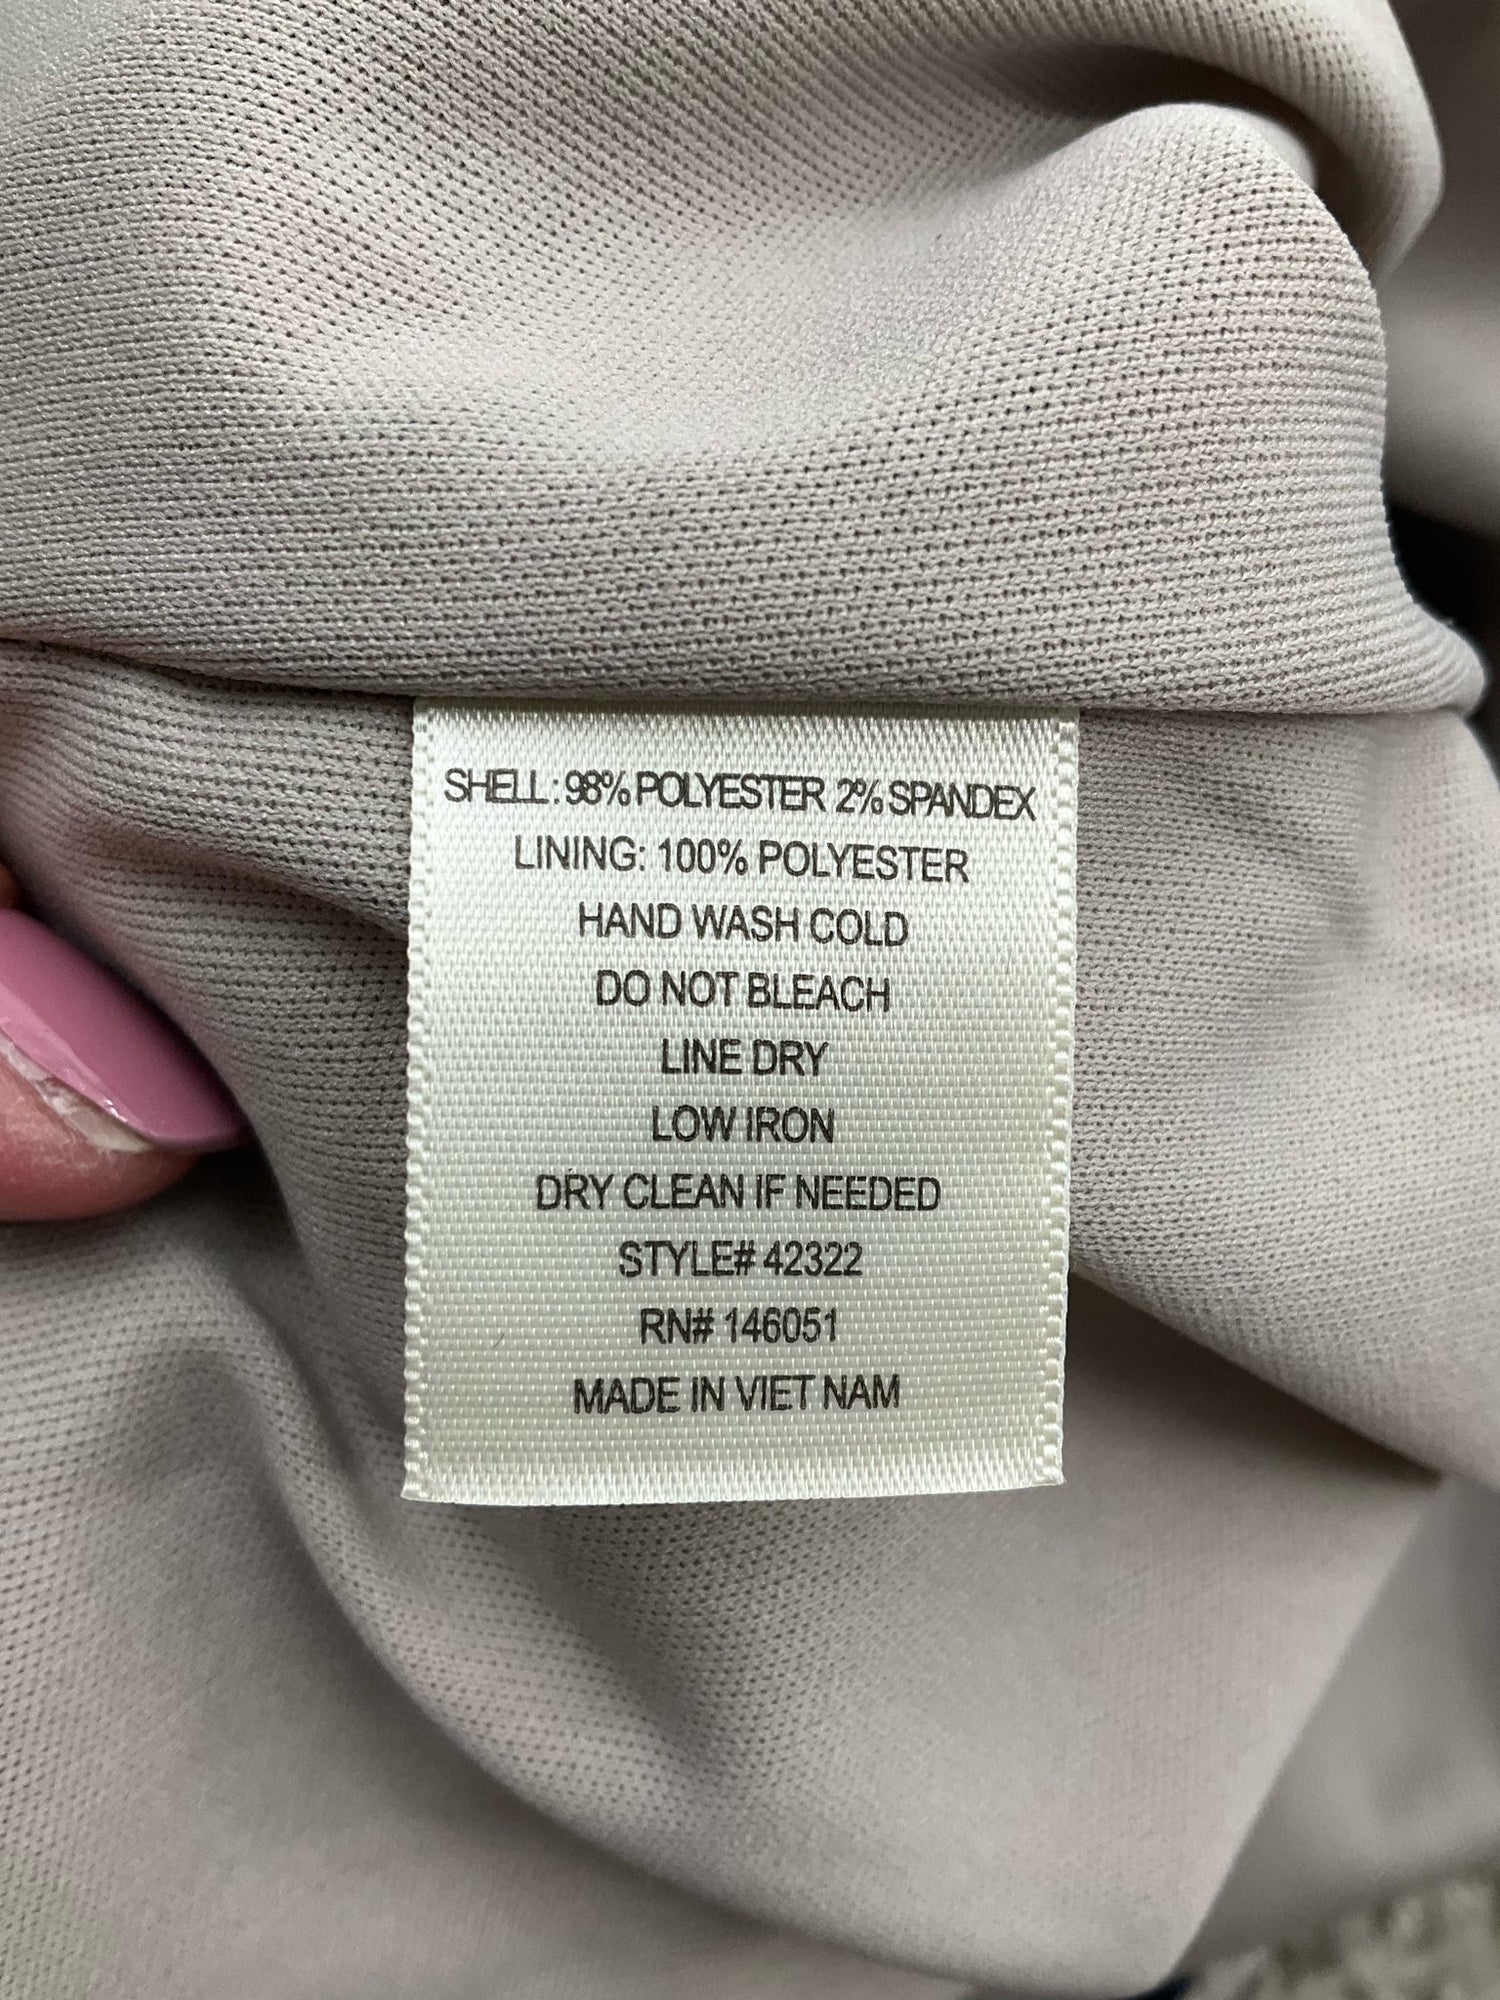 SHELL: 98% POLYESTER 2% SPANDEX
LINING: 100% POLYESTER
HAND WASH COLD
DO NOT BLEACH
LINE DRY
LOW IRON
DRY CLEAN IF NEEDED
STYLE# 42322
RN# 146051
MADE IN VIET NAM